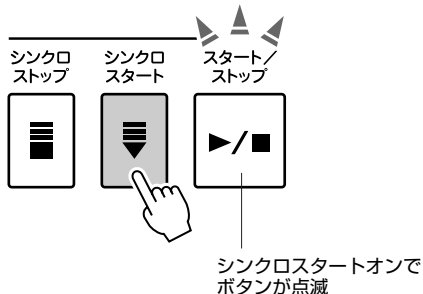 シンクロ
ストップ
シンクロ
スタート
スタート／
ストップ
シンクロスタートオンで
ボタンが点滅